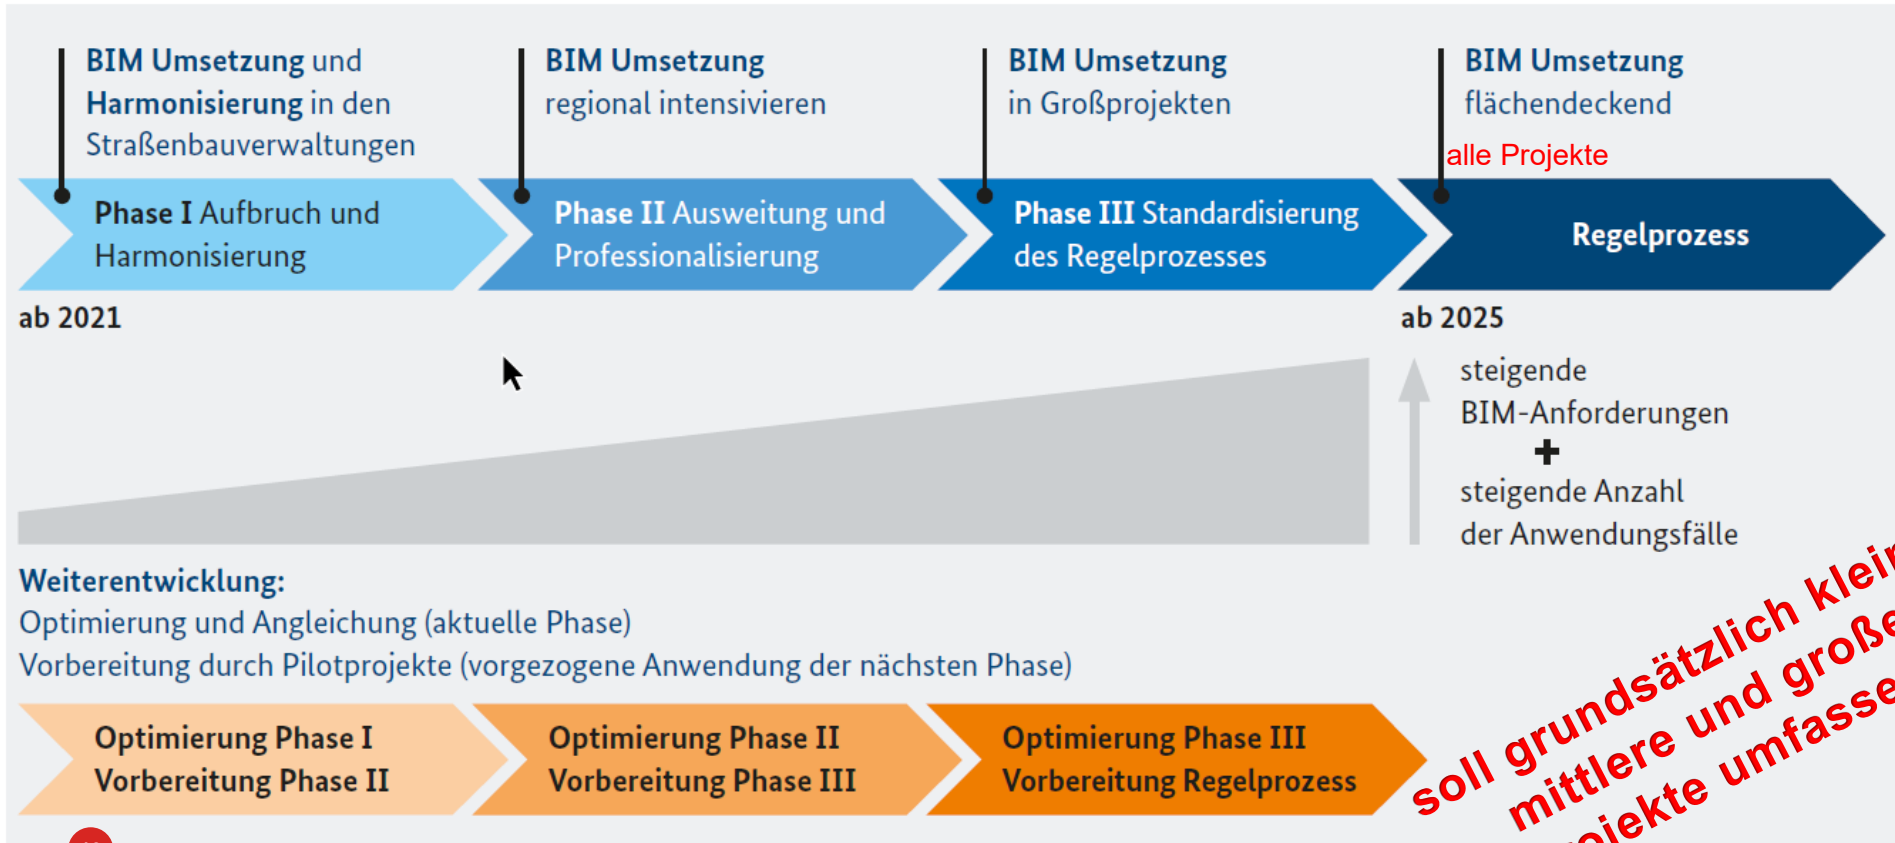 BIM Umsetzung und
Harmonisierung in den
Straßenbauverwaltungen
BIM Umsetzung
regional intensivieren
BIM Umsetzung
in Großprojekten
BIM Umsetzung
flächendeckend
alle Projekte
Phase I Aufbruch und
Harmonisierung
Phase II Ausweitung und
Professionalisierung
Phase III Standardisierung
des Regelprozesses
Regelprozess
ab 2021
ab 2025
steigende
BIM-Anforderungen
+
steigende Anzahl
der Anwendungsfälle
Weiterentwicklung:
Optimierung und Angleichung (aktuelle Phase)
Vorbereitung durch Pilotprojekte (vorgezogene Anwendung der nächsten Phase)
Optimierung Phase I
Vorbereitung Phase II
Optimierung Phase II
Vorbereitung Phase III
Optimierung Phase III
Vorbereitung Regelprozess
soll grundsätzlich
mittlere und große